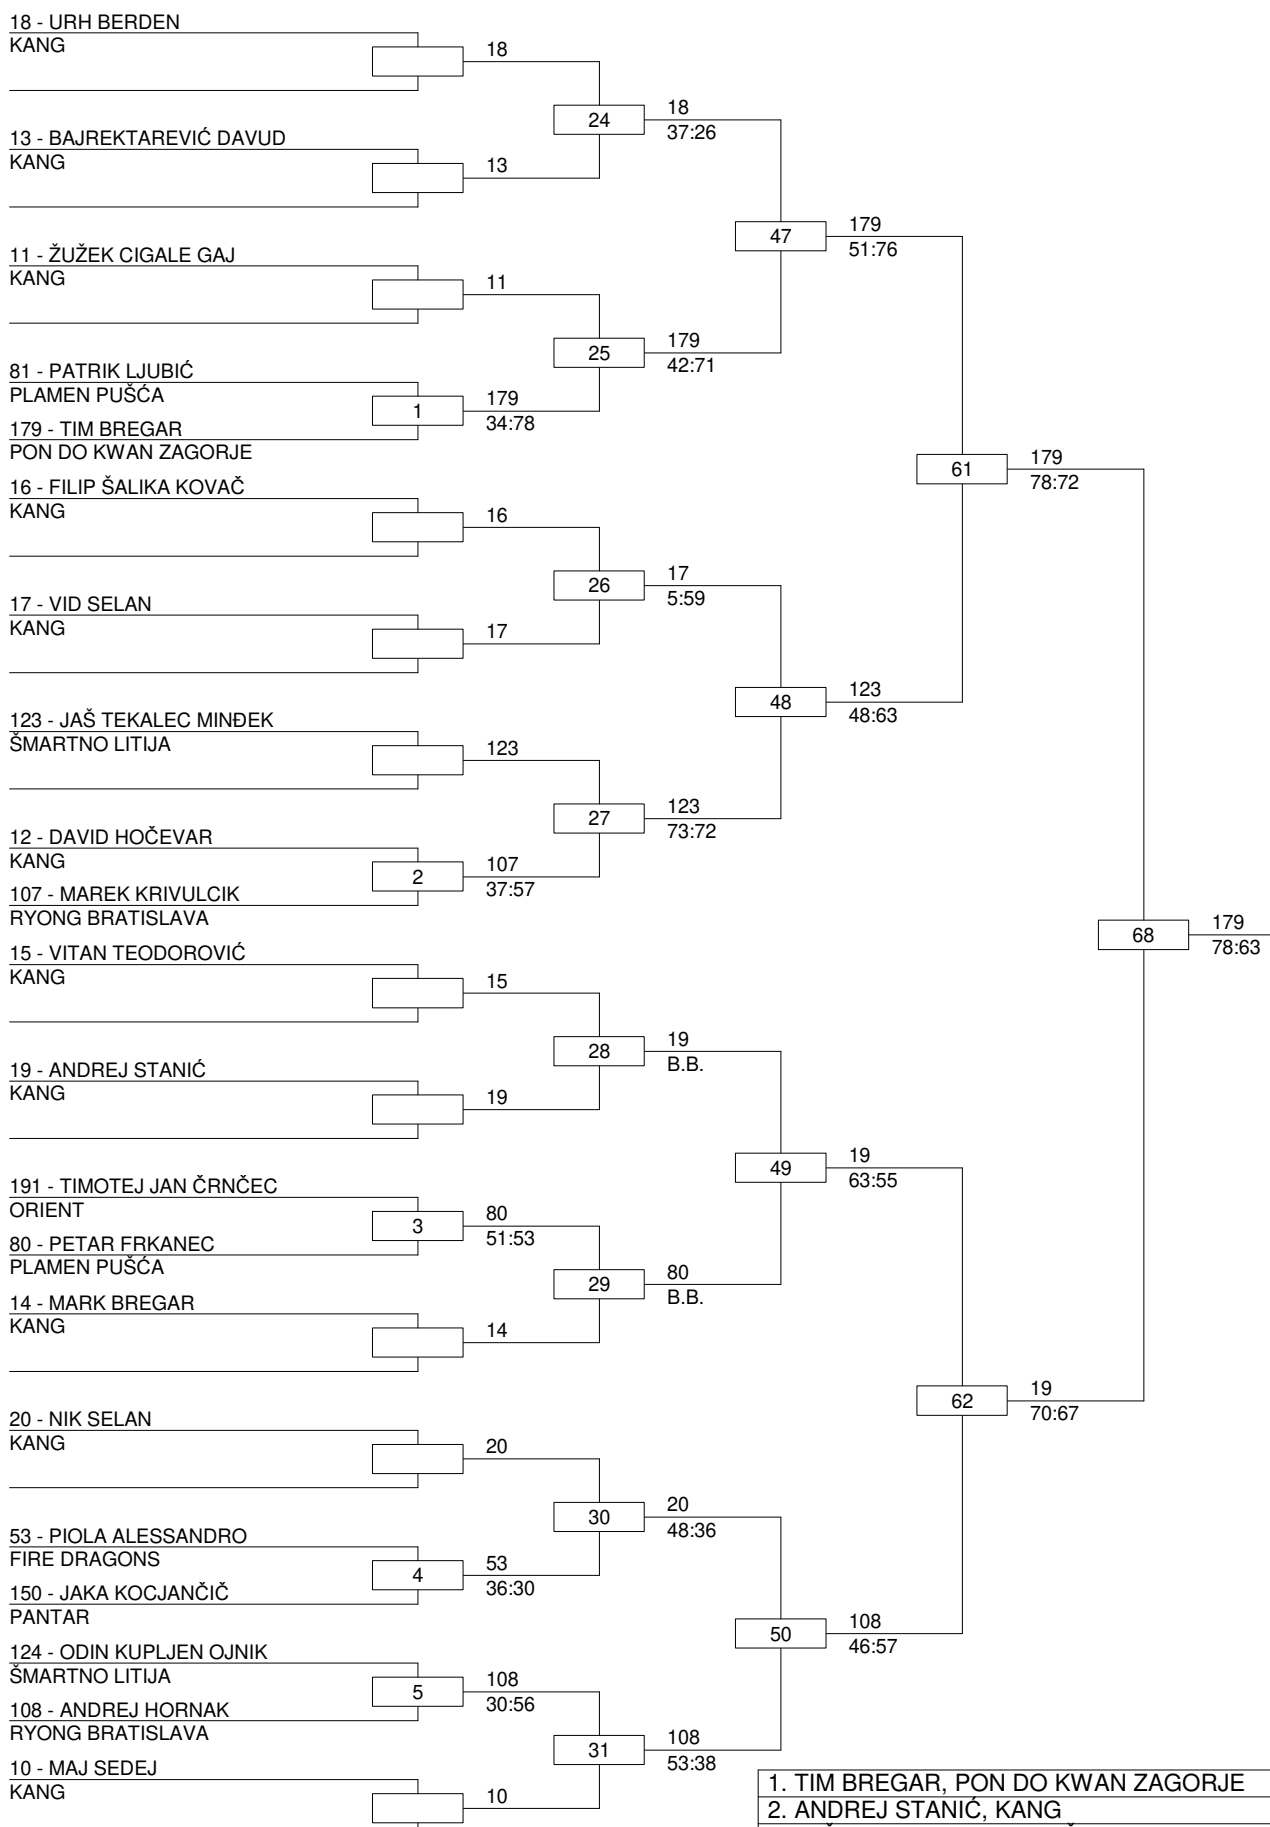 18 - URH BERDEN
KANG
18
24
18
37:26
13 - BAJREKTAREVIĆ DAVUD
KANG
13
47
179
51:76
11 - ŽUŽEK CIGALE GAJ
KANG
11
25
179
42:71
81 - PATRIK LJUBIĆ
PLAMEN PUŠĆA
1
179
34:78
179 - TIM BREGAR
PON DO KWAN ZAGORJE
61
179
78:72
16 - FILIP ŠALIKA KOVAČ
KANG
16
26
17
5:59
17 - VID SELAN
KANG
17
48
123
48:63
123 - JAŠ TEKALEC MINĐEK
ŠMARTNO LITIJA
123
27
123
73:72
12 - DAVID HOČEVAR
KANG
2
107
37:57
107 - MAREK KRIVULCIK
RYONG BRATISLAVA
68
179
78:63
15 - VITAN TEODOROVIĆ
KANG
15
28
19
B.B.
19 - ANDREJ STANIĆ
KANG
19
49
19
63:55
191 - TIMOTEJ JAN ČRNČEC
ORIENT
3
80
51:53
80 - PETAR FRKANEC
PLAMEN PUŠĆA
29
80
B.B.
14 - MARK BREGAR
KANG
14
62
19
70:67
20 - NIK SELAN
KANG
20
30
20
48:36
53 - PIOLA ALESSANDRO
FIRE DRAGONS
4
53
36:30
150 - JAKA KOCJANČIČ
PANTAR
50
108
46:57
124 - ODIN KUPLJEN OJNIK
ŠMARTNO LITIJA
5
108
30:56
108 - ANDREJ HORNAK
RYONG BRATISLAVA
31
108
53:38
10 - MAJ SEDEJ
KANG
10
1. TIM BREGAR, PON DO KWAN ZAGORJE
2. ANDREJ STANIĆ, KANG